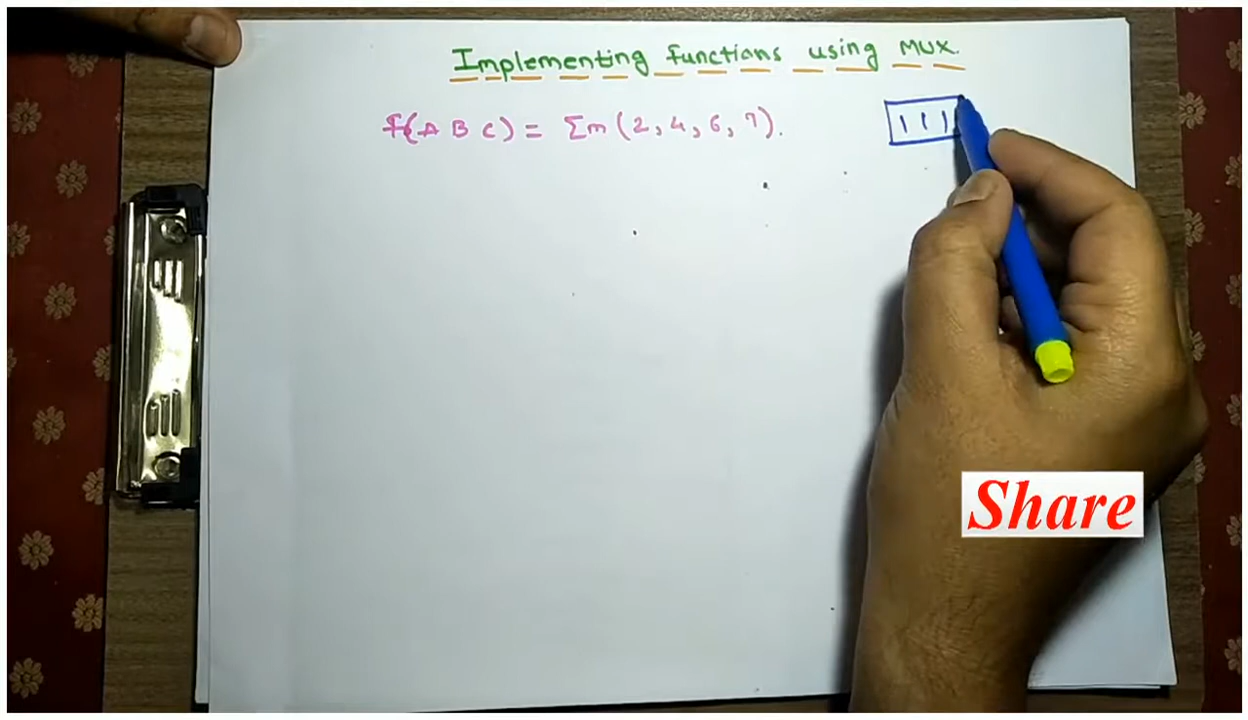 Implementing functions using MUX.
f(A B C) = Σm(2, 4, 6, 7).
111
Share